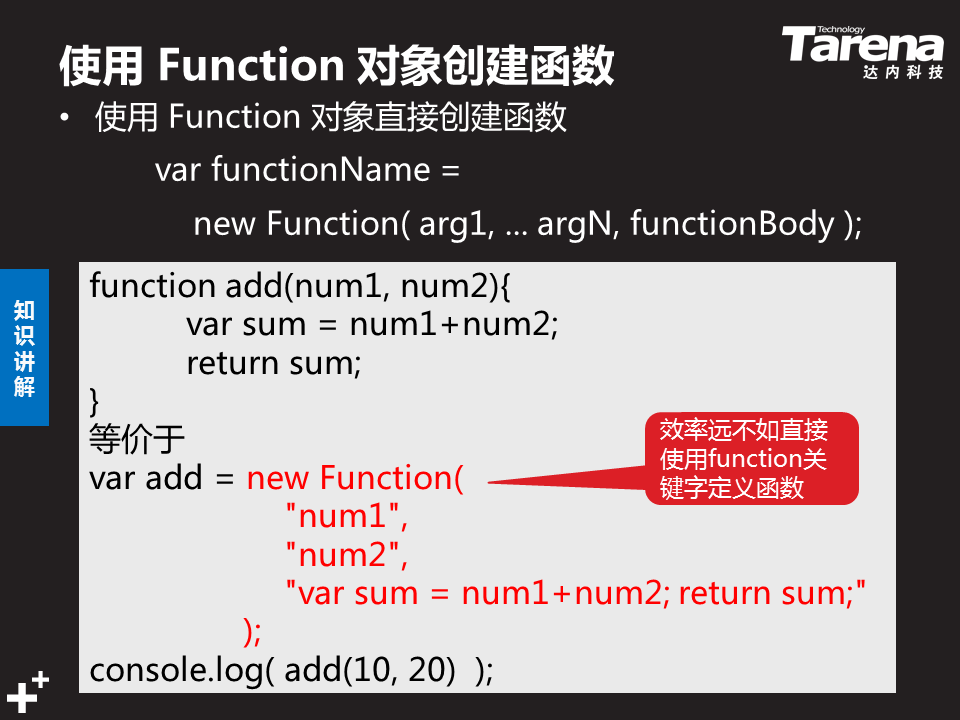 使用 Function 对象创建函数
Technology
Tarena
达内科技
• 使用 Function 对象直接创建函数
var functionName =
new Function( arg1, ... argN, functionBody );
知识讲解
function add(num1, num2){
var sum = num1+num2;
return sum;
}
等价于
var add = new Function(
"num1",
"num2",
"var sum = num1+num2; return sum;"
);
console.log( add(10, 20)  );
效率远不如直接
使用function关
键字定义函数